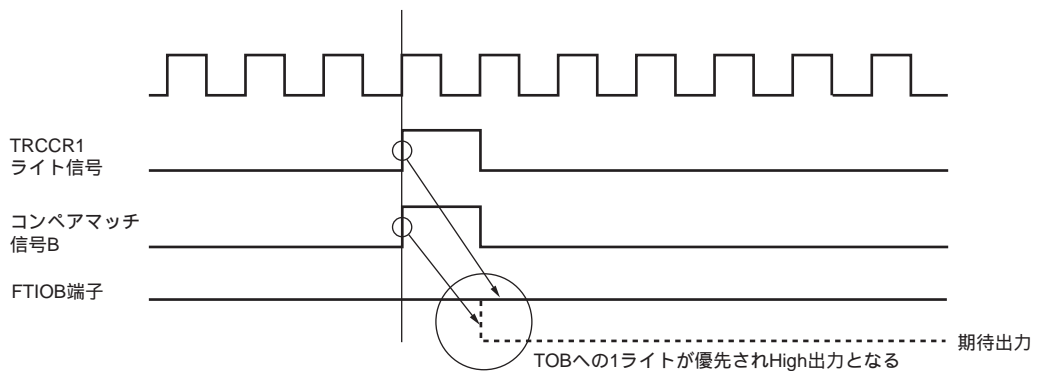 TRCCR1
ライト信号
コンペアマッチ
信号B
FTIOB端子
期待出力
TOBへの1ライトが優先されHigh出力となる